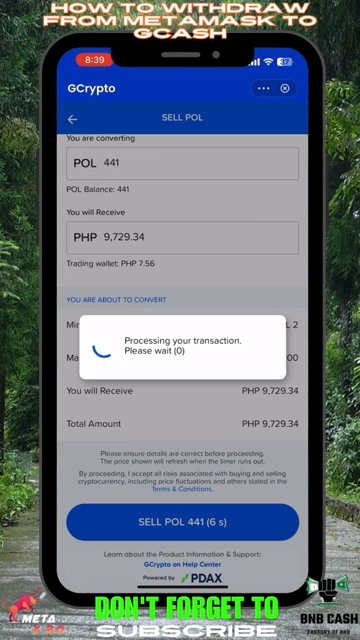 HOW TO WITHDRAW
FROM METAMASK TO
GCASH
8:39
37
GCrypto
SELL POL
You are converting
POL 441
POL Balance: 441
You will Receive
PHP 9,729.34
Trading wallet: PHP 7.56
YOU ARE ABOUT TO CONVERT
Processing your transaction.
Please wait (0)
You will Receive PHP 9,729.34
Total Amount PHP 9,729.34
Please ensure details are correct before proceeding.
The price shown will refresh when the timer runs out.
By proceeding, I accept all risks associated with buying and selling
cryptocurrency, including price fluctuations and others stated in the
Terms & Conditions.
SELL POL 441 (6 s)
Learn about the Product Information & Support:
GCrypto on Help Center
Powered by PDAX
DON'T FORGET TO
SUBSCRIBE
META
BNB CASH
FACTORY OF